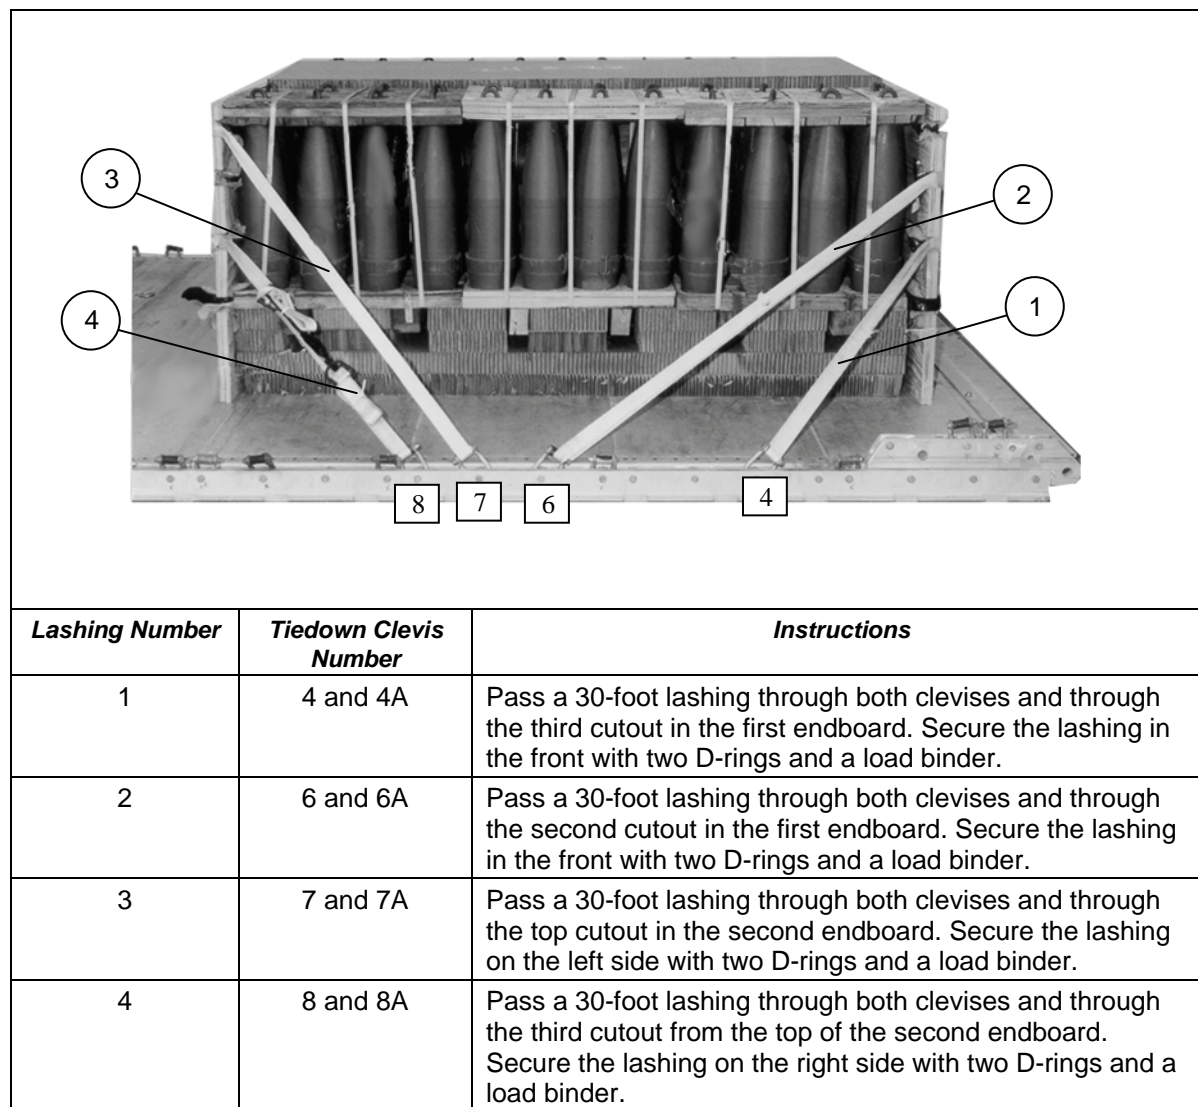 3
2
4
1
8
7
6
4
Lashing Number
Tiedown Clevis
Number
Instructions
1
4 and 4A
Pass a 30-foot lashing through both clevises and through
the third cutout in the first endboard. Secure the lashing in
the front with two D-rings and a load binder.
2
6 and 6A
Pass a 30-foot lashing through both clevises and through
the second cutout in the first endboard. Secure the lashing
in the front with two D-rings and a load binder.
3
7 and 7A
Pass a 30-foot lashing through both clevises and through
the top cutout in the second endboard. Secure the lashing
on the left side with two D-rings and a load binder.
4
8 and 8A
Pass a 30-foot lashing through both clevises and through
the third cutout from the top of the second endboard.
Secure the lashing on the right side with two D-rings and a
load binder.